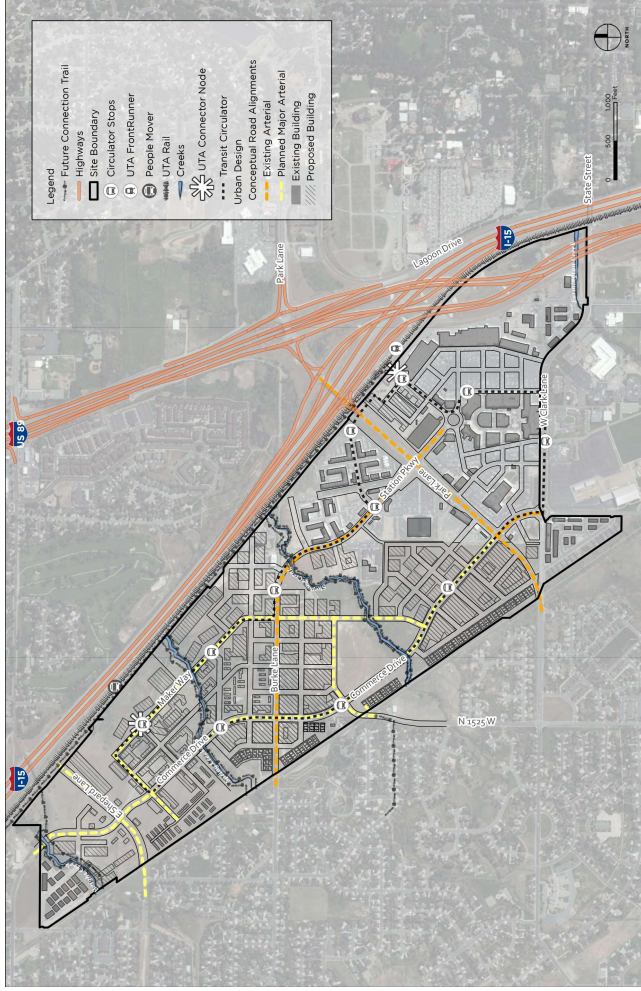 Legend
Future Connection Trail
Highways
Site Boundary
Circulator Stops
UTA FrontRunner
People Mover
UTA Rail
Creeks
UTA Connector Node
Transit Circulator
Urban Design
Conceptual Road Alignments
Existing Arterial
Planned Major Arterial
Existing Building
Proposed Building
NORTH
0 500 1,000
Feet
I-15
US 89
E Shepard Lane
Maker Way
Commerce Drive
Burke Lane
Commerce Drive
N 1525 W
Station Pkwy
Park Lane
Park Lane
Lagoon Drive
I-15
State Street
W Clark Lane